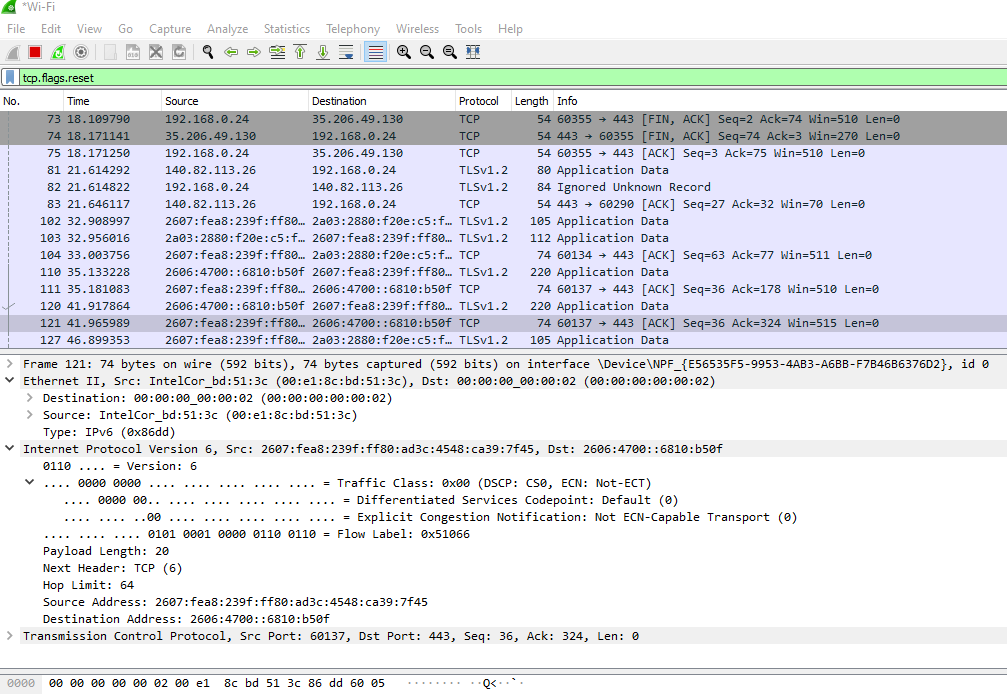 *Wi-Fi
File Edit View Go Capture Analyze Statistics Telephony Wireless Tools Help
tcp.flags.reset
No. Time Source Destination Protocol Length Info
73 18.109790 192.168.0.24 35.206.49.130 TCP 54 60355 → 443 [FIN, ACK] Seq=2 Ack=74 Win=510 Len=0
74 18.171141 35.206.49.130 192.168.0.24 TCP 54 443 → 60355 [FIN, ACK] Seq=74 Ack=3 Win=270 Len=0
75 18.171250 192.168.0.24 35.206.49.130 TCP 54 60355 → 443 [ACK] Seq=3 Ack=75 Win=510 Len=0
81 21.614292 140.82.113.26 192.168.0.24 TLSv1.2 80 Application Data
82 21.614822 192.168.0.24 140.82.113.26 TLSv1.2 84 Ignored Unknown Record
83 21.646117 140.82.113.26 192.168.0.24 TCP 54 443 → 60290 [ACK] Seq=27 Ack=32 Win=70 Len=0
102 32.908997 2607:fea8:239f:ff80… 2a03:2880:f20e:c5:f… TLSv1.2 105 Application Data
103 32.956016 2a03:2880:f20e:c5:f… 2607:fea8:239f:ff80… TLSv1.2 112 Application Data
104 33.003756 2607:fea8:239f:ff80… 2a03:2880:f20e:c5:f… TCP 74 60134 → 443 [ACK] Seq=63 Ack=77 Win=511 Len=0
110 35.133228 2606:4700::6810:b50f 2607:fea8:239f:ff80… TLSv1.2 220 Application Data
111 35.181083 2607:fea8:239f:ff80… 2606:4700::6810:b50f TCP 74 60137 → 443 [ACK] Seq=36 Ack=178 Win=510 Len=0
120 41.917864 2606:4700::6810:b50f 2607:fea8:239f:ff80… TLSv1.2 220 Application Data
121 41.965989 2607:fea8:239f:ff80… 2606:4700::6810:b50f TCP 74 60137 → 443 [ACK] Seq=36 Ack=324 Win=515 Len=0
127 46.899353 2607:fea8:239f:ff80… 2a03:2880:f20e:c5:f… TLSv1.2 105 Application Data
Frame 121: 74 bytes on wire (592 bits), 74 bytes captured (592 bits) on interface \Device\NPF_{E56535F5-9953-4AB3-A6BB-F7B46B6376D2}, id 0
Ethernet II, Src: IntelCor_bd:51:3c (00:e1:8c:bd:51:3c), Dst: 00:00:00_00:00:02 (00:00:00:00:00:02)
Destination: 00:00:00_00:00:02 (00:00:00:00:00:02)
Source: IntelCor_bd:51:3c (00:e1:8c:bd:51:3c)
Type: IPv6 (0x86dd)
Internet Protocol Version 6, Src: 2607:fea8:239f:ff80:ad3c:4548:ca39:7f45, Dst: 2606:4700::6810:b50f
0110 .... = Version: 6
.... 0000 0000 .... .... .... .... .... = Traffic Class: 0x00 (DSCP: CS0, ECN: Not-ECT)
.... 0000 00.. .... .... .... .... .... = Differentiated Services Codepoint: Default (0)
.... .... ..00 .... .... .... .... .... = Explicit Congestion Notification: Not ECN-Capable Transport (0)
.... .... .... 0101 0001 0000 0110 0110 = Flow Label: 0x51066
Payload Length: 20
Next Header: TCP (6)
Hop Limit: 64
Source Address: 2607:fea8:239f:ff80:ad3c:4548:ca39:7f45
Destination Address: 2606:4700::6810:b50f
Transmission Control Protocol, Src Port: 60137, Dst Port: 443, Seq: 36, Ack: 324, Len: 0
0000 00 00 00 00 00 02 00 e1 8c bd 51 3c 86 dd 60 05 ········ ··Q<··`·